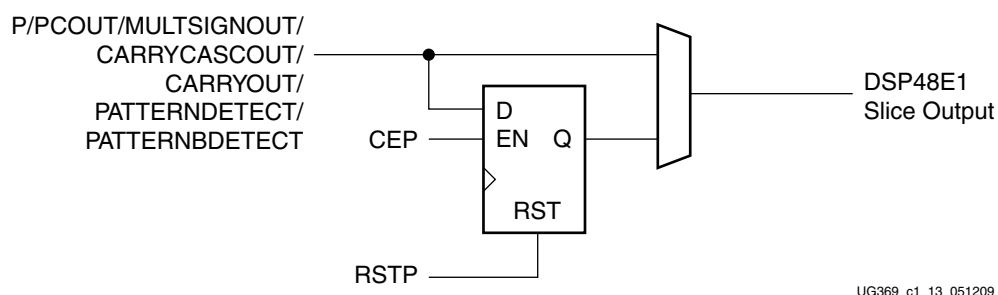 P/PCOUT/MULTSIGNOUT/
CARRYCASCOUT/
CARRYOUT/
PATTERNDETECT/
PATTERNBDETECT
CEP
D
EN Q
RST
RSTP
DSP48E1
Slice Output
UG369_c1_13_051209